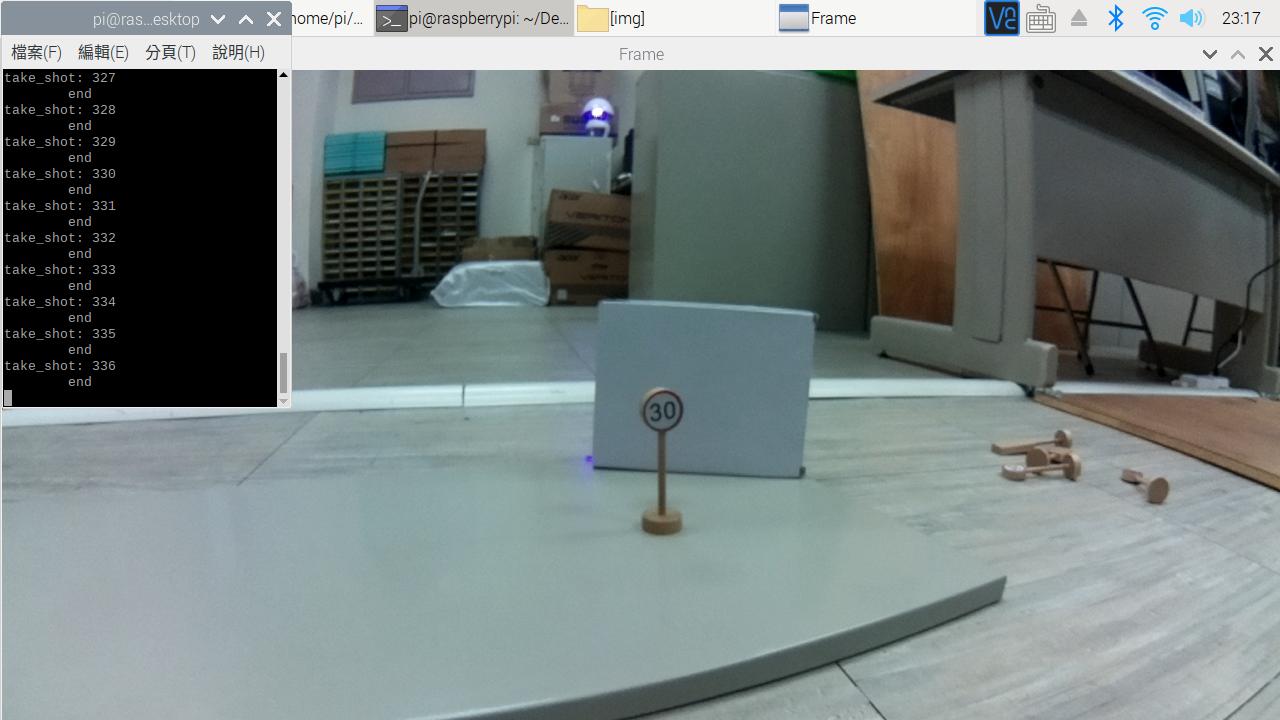 pi@ras...esktop
home/pi/...
pi@raspberrypi: ~/De...
[img]
Frame
23:17
檔案(F) 編輯(E) 分頁(T) 說明(H)
Frame
take_shot: 327
end
take_shot: 328
end
take_shot: 329
end
take_shot: 330
end
take_shot: 331
end
take_shot: 332
end
take_shot: 333
end
take_shot: 334
end
take_shot: 335
end
take_shot: 336
end
acer
VERITON
30